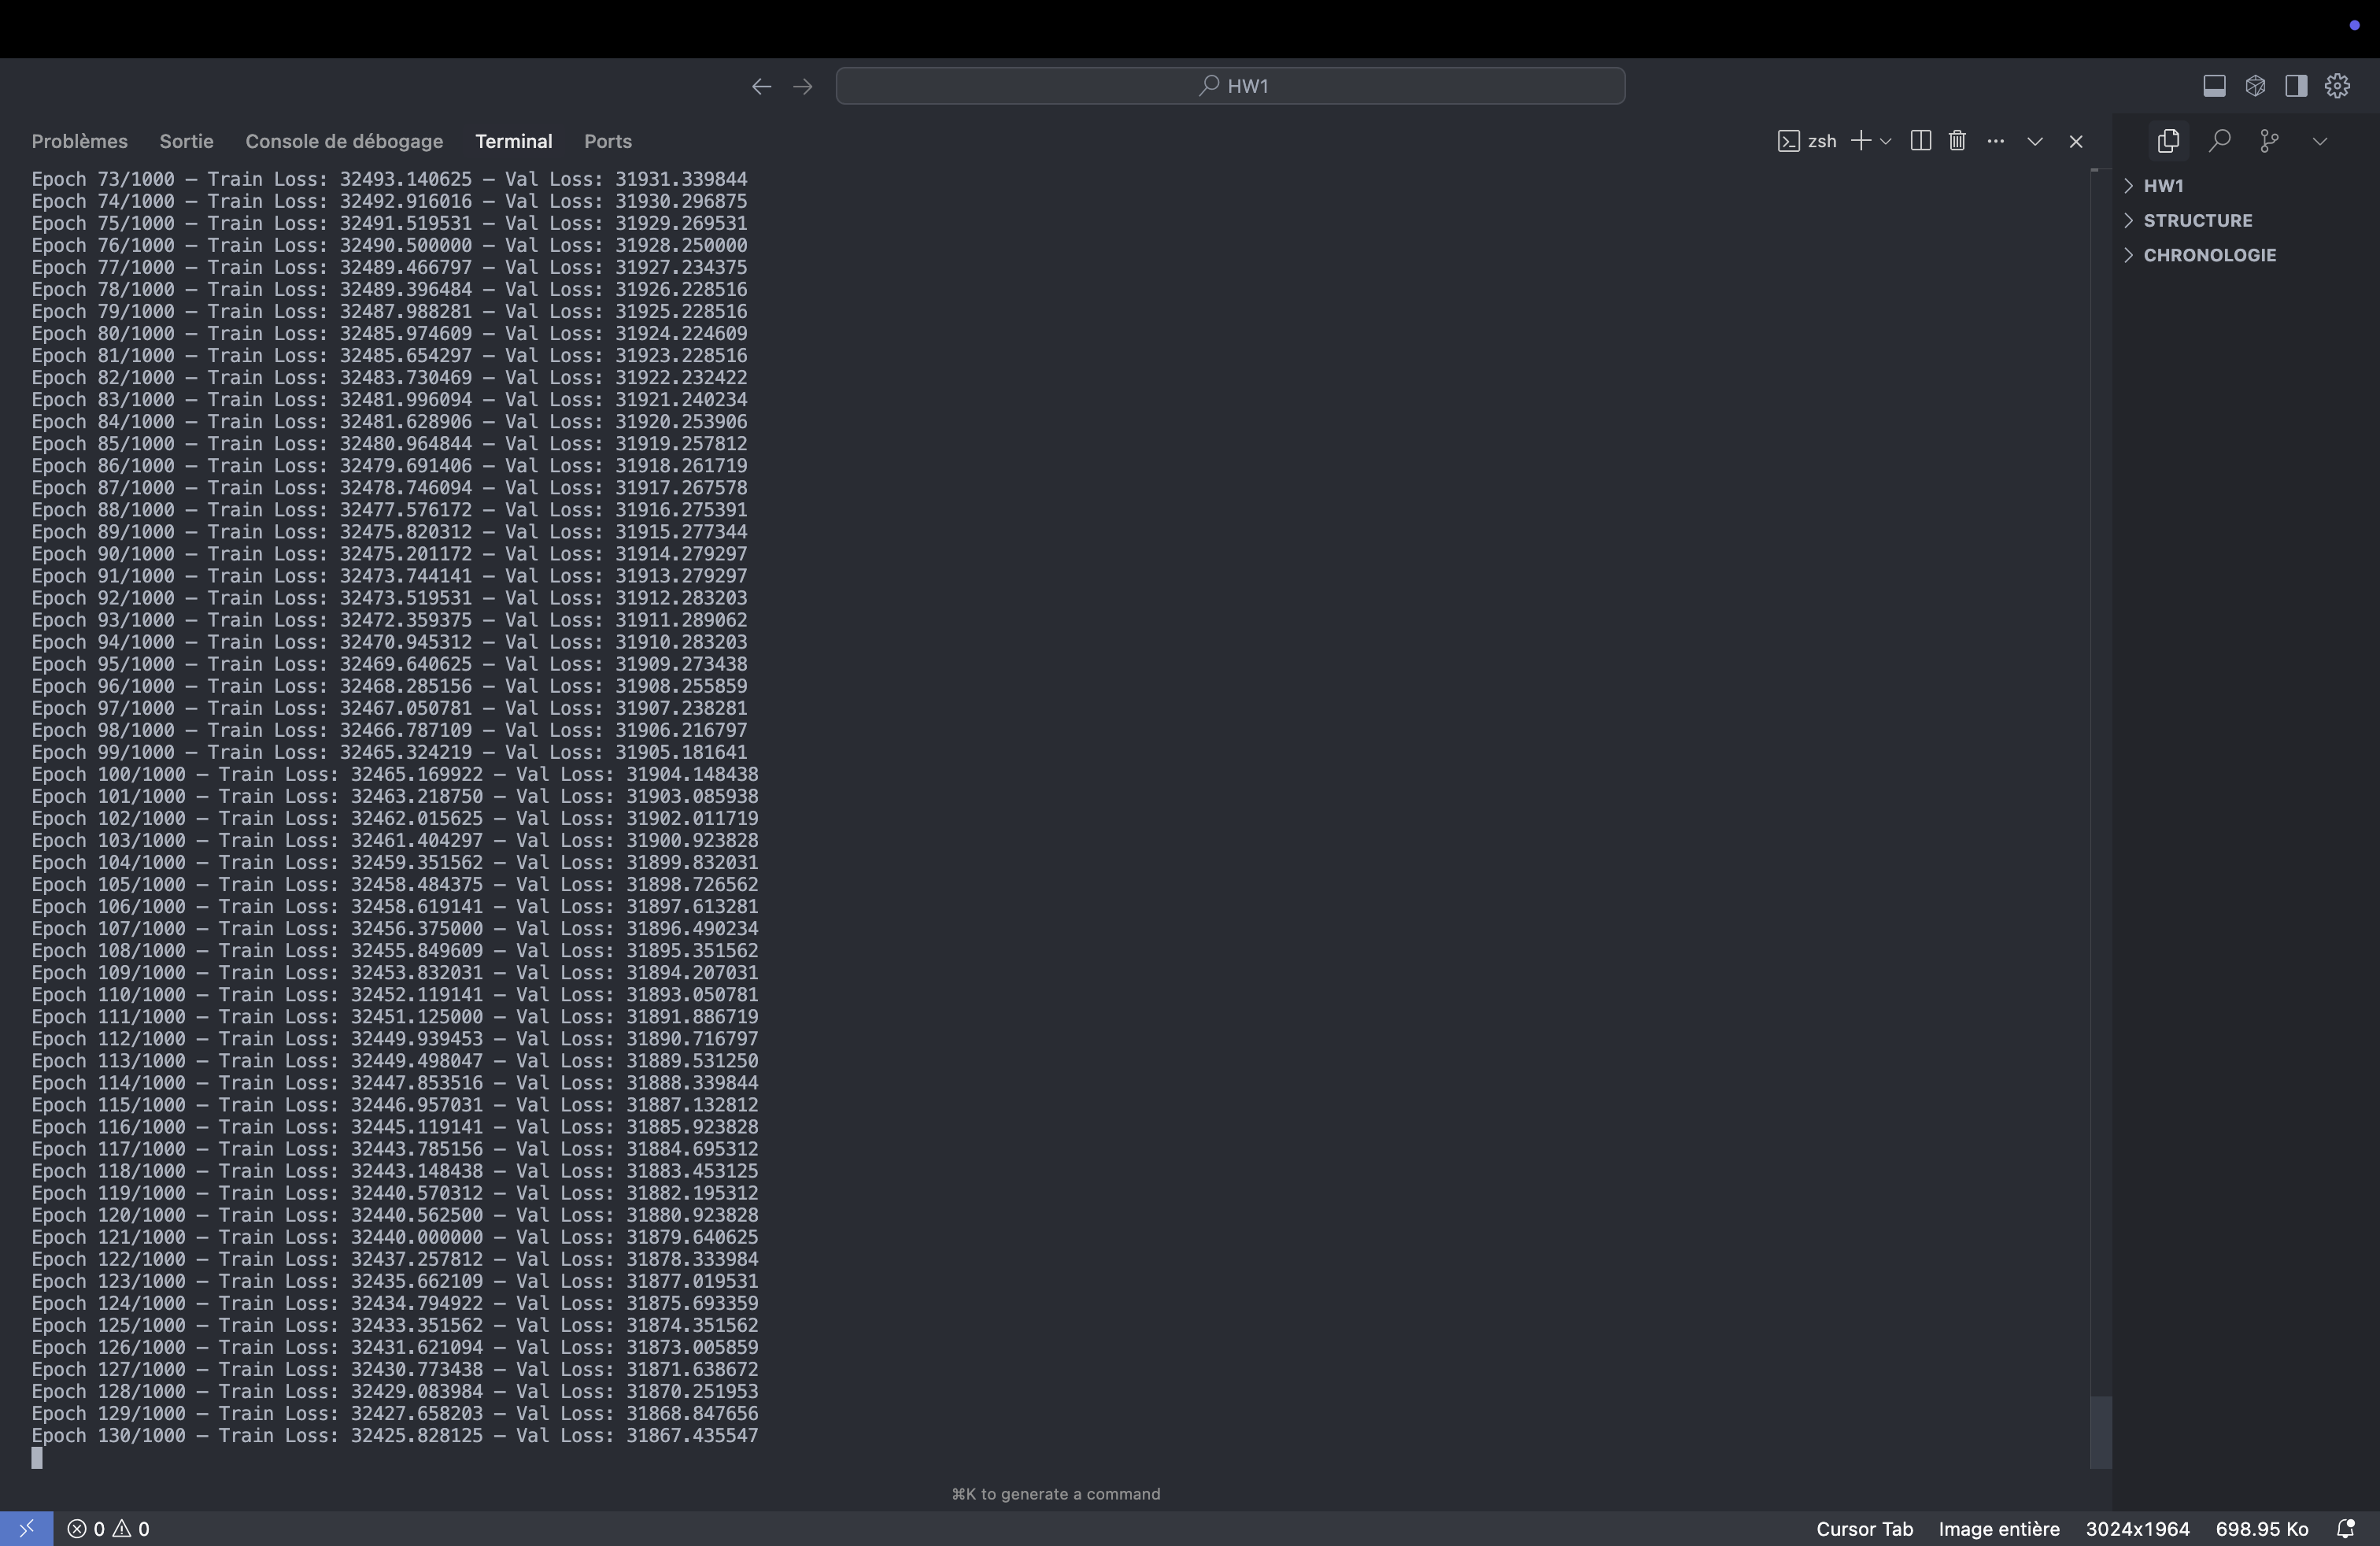 HW1
Problèmes Sortie Console de débogage Terminal Ports
zsh
Epoch 73/1000 — Train Loss: 32493.140625 — Val Loss: 31931.339844
Epoch 74/1000 — Train Loss: 32492.916016 — Val Loss: 31930.296875
Epoch 75/1000 — Train Loss: 32491.519531 — Val Loss: 31929.269531
Epoch 76/1000 — Train Loss: 32490.500000 — Val Loss: 31928.250000
Epoch 77/1000 — Train Loss: 32489.466797 — Val Loss: 31927.234375
Epoch 78/1000 — Train Loss: 32489.396484 — Val Loss: 31926.228516
Epoch 79/1000 — Train Loss: 32487.988281 — Val Loss: 31925.228516
Epoch 80/1000 — Train Loss: 32485.974609 — Val Loss: 31924.224609
Epoch 81/1000 — Train Loss: 32485.654297 — Val Loss: 31923.228516
Epoch 82/1000 — Train Loss: 32483.730469 — Val Loss: 31922.232422
Epoch 83/1000 — Train Loss: 32481.996094 — Val Loss: 31921.240234
Epoch 84/1000 — Train Loss: 32481.628906 — Val Loss: 31920.253906
Epoch 85/1000 — Train Loss: 32480.964844 — Val Loss: 31919.257812
Epoch 86/1000 — Train Loss: 32479.691406 — Val Loss: 31918.261719
Epoch 87/1000 — Train Loss: 32478.746094 — Val Loss: 31917.267578
Epoch 88/1000 — Train Loss: 32477.576172 — Val Loss: 31916.275391
Epoch 89/1000 — Train Loss: 32475.820312 — Val Loss: 31915.277344
Epoch 90/1000 — Train Loss: 32475.201172 — Val Loss: 31914.279297
Epoch 91/1000 — Train Loss: 32473.744141 — Val Loss: 31913.279297
Epoch 92/1000 — Train Loss: 32473.519531 — Val Loss: 31912.283203
Epoch 93/1000 — Train Loss: 32472.359375 — Val Loss: 31911.289062
Epoch 94/1000 — Train Loss: 32470.945312 — Val Loss: 31910.283203
Epoch 95/1000 — Train Loss: 32469.640625 — Val Loss: 31909.273438
Epoch 96/1000 — Train Loss: 32468.285156 — Val Loss: 31908.255859
Epoch 97/1000 — Train Loss: 32467.050781 — Val Loss: 31907.238281
Epoch 98/1000 — Train Loss: 32466.787109 — Val Loss: 31906.216797
Epoch 99/1000 — Train Loss: 32465.324219 — Val Loss: 31905.181641
Epoch 100/1000 — Train Loss: 32465.169922 — Val Loss: 31904.148438
Epoch 101/1000 — Train Loss: 32463.218750 — Val Loss: 31903.085938
Epoch 102/1000 — Train Loss: 32462.015625 — Val Loss: 31902.011719
Epoch 103/1000 — Train Loss: 32461.404297 — Val Loss: 31900.923828
Epoch 104/1000 — Train Loss: 32459.351562 — Val Loss: 31899.832031
Epoch 105/1000 — Train Loss: 32458.484375 — Val Loss: 31898.726562
Epoch 106/1000 — Train Loss: 32458.619141 — Val Loss: 31897.613281
Epoch 107/1000 — Train Loss: 32456.375000 — Val Loss: 31896.490234
Epoch 108/1000 — Train Loss: 32455.849609 — Val Loss: 31895.351562
Epoch 109/1000 — Train Loss: 32453.832031 — Val Loss: 31894.207031
Epoch 110/1000 — Train Loss: 32452.119141 — Val Loss: 31893.050781
Epoch 111/1000 — Train Loss: 32451.125000 — Val Loss: 31891.886719
Epoch 112/1000 — Train Loss: 32449.939453 — Val Loss: 31890.716797
Epoch 113/1000 — Train Loss: 32449.498047 — Val Loss: 31889.531250
Epoch 114/1000 — Train Loss: 32447.853516 — Val Loss: 31888.339844
Epoch 115/1000 — Train Loss: 32446.957031 — Val Loss: 31887.132812
Epoch 116/1000 — Train Loss: 32445.119141 — Val Loss: 31885.923828
Epoch 117/1000 — Train Loss: 32443.785156 — Val Loss: 31884.695312
Epoch 118/1000 — Train Loss: 32443.148438 — Val Loss: 31883.453125
Epoch 119/1000 — Train Loss: 32440.570312 — Val Loss: 31882.195312
Epoch 120/1000 — Train Loss: 32440.562500 — Val Loss: 31880.923828
Epoch 121/1000 — Train Loss: 32440.000000 — Val Loss: 31879.640625
Epoch 122/1000 — Train Loss: 32437.257812 — Val Loss: 31878.333984
Epoch 123/1000 — Train Loss: 32435.662109 — Val Loss: 31877.019531
Epoch 124/1000 — Train Loss: 32434.794922 — Val Loss: 31875.693359
Epoch 125/1000 — Train Loss: 32433.351562 — Val Loss: 31874.351562
Epoch 126/1000 — Train Loss: 32431.621094 — Val Loss: 31873.005859
Epoch 127/1000 — Train Loss: 32430.773438 — Val Loss: 31871.638672
Epoch 128/1000 — Train Loss: 32429.083984 — Val Loss: 31870.251953
Epoch 129/1000 — Train Loss: 32427.658203 — Val Loss: 31868.847656
Epoch 130/1000 — Train Loss: 32425.828125 — Val Loss: 31867.435547
⌘K to generate a command
HW1
STRUCTURE
CHRONOLOGIE
0 0
Cursor Tab Image entière 3024x1964 698.95 Ko